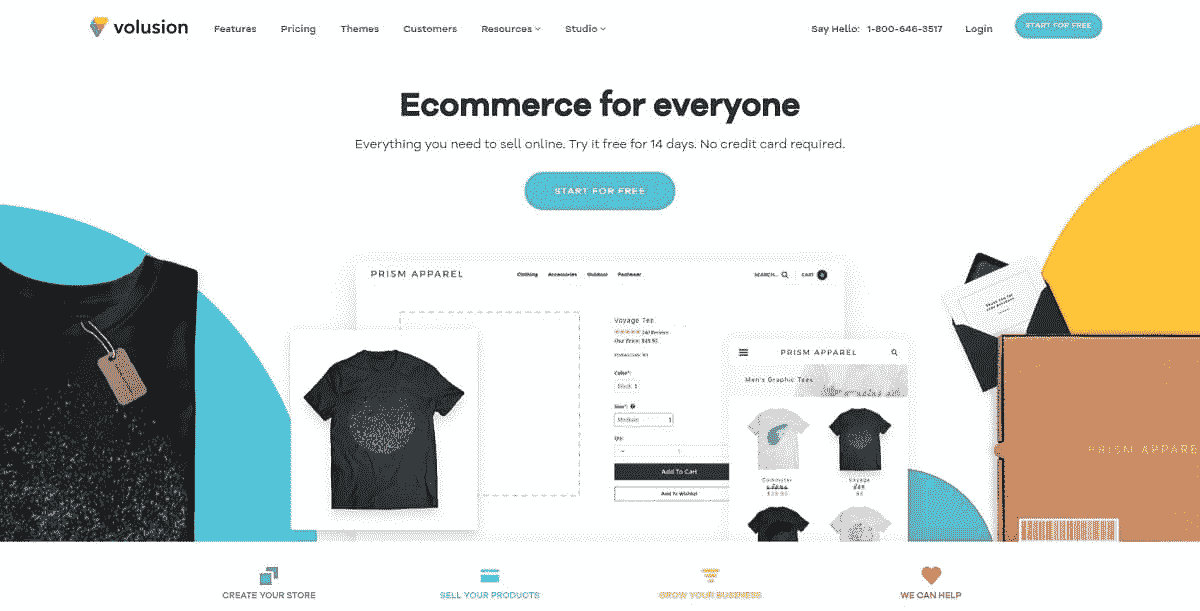 volusion
Features Pricing Themes Customers Resources Studio
Say Hello: 1-800-646-3517 Login START FOR FREE
Ecommerce for everyone
Everything you need to sell online. Try it free for 14 days. No credit card required.
START FOR FREE
PRISM APPAREL Clothing Accessories Outdoor Footwear SEARCH... CART 0
Voyage Tee
Color*:
Black
Size*:
Medium
Qty:
1
Add To Cart
Add To Wishlist
PRISM APPAREL
Men's Graphic Tees
Commuter Voyage
PRISM APPARE
CREATE YOUR STORE SELL YOUR PRODUCTS GROW YOUR BUSINESS WE CAN HELP